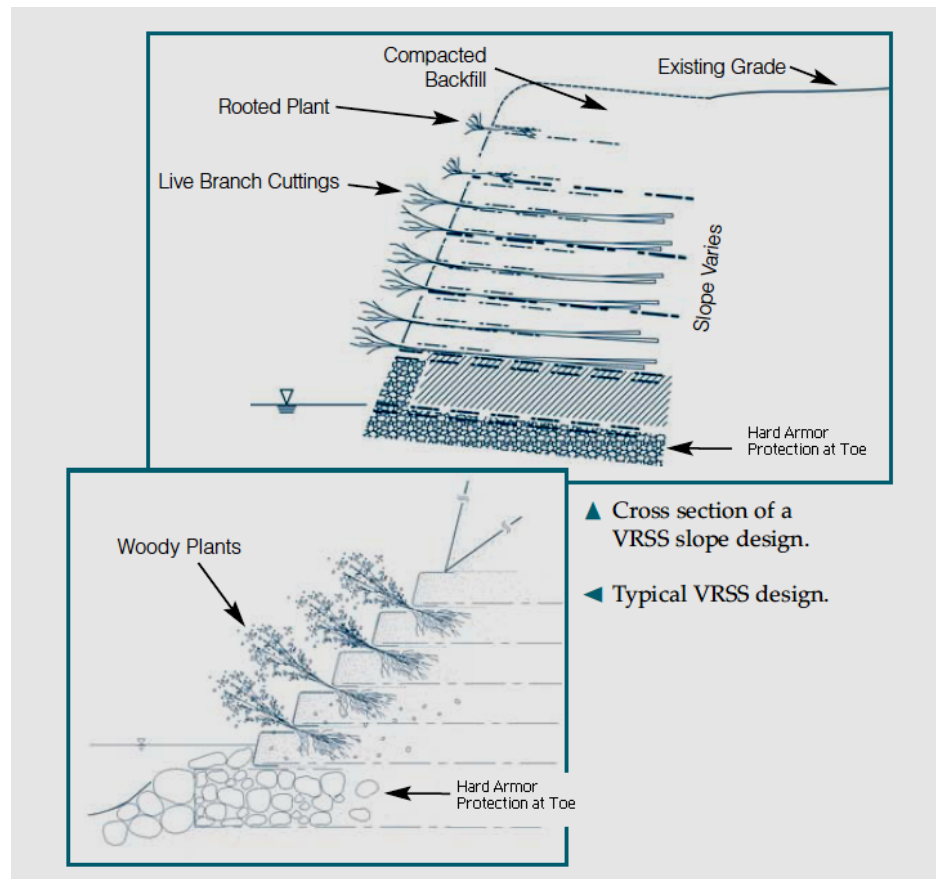 Compacted
Backfill
Existing Grade
Rooted Plant
Live Branch Cuttings
Slope Varies
Hard Armor
Protection at Toe
▲ Cross section of a
VRSS slope design.
◄ Typical VRSS design.
Woody Plants
Hard Armor
Protection at Toe